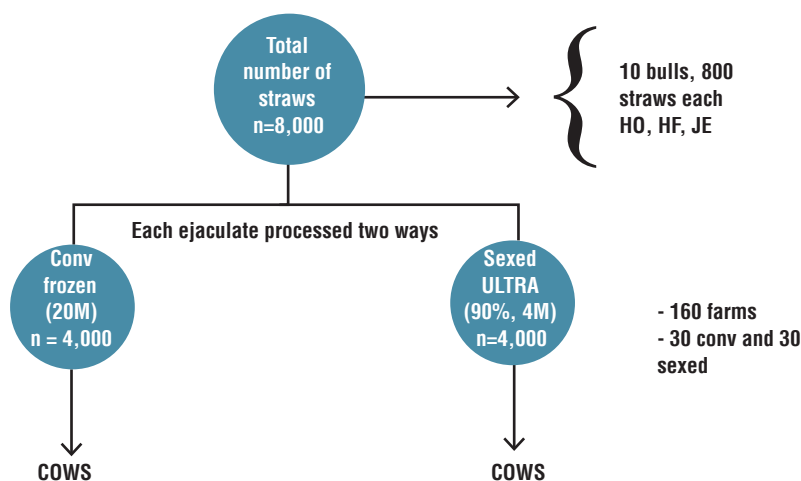 Total
number of
straws
n=8,000
10 bulls, 800
straws each
HO, HF, JE
Each ejaculate processed two ways
Conv
frozen
(20M)
n = 4,000
Sexed
ULTRA
(90%, 4M)
n=4,000
- 160 farms
- 30 conv and 30
sexed
COWS
COWS